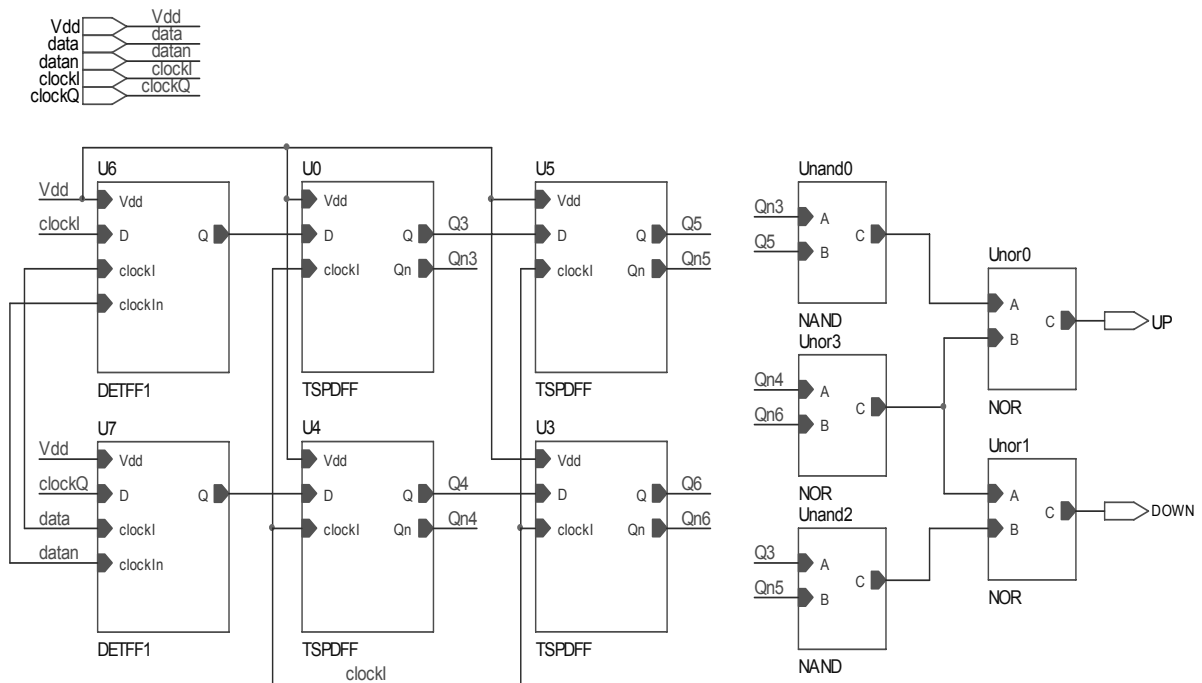 Vdd Vdd
data data
datan datan
clockI clockI
clockQ clockQ
U6
Vdd
clockI
Vdd
D
clockI
clockIn
Q
DETFF1
U0
Vdd
D
clockI
Q
Qn
Q3
Qn3
TSPDFF
U5
Vdd
D
clockI
Q
Qn
Q5
Qn5
TSPDFF
U7
Vdd
clockQ
data
datan
Vdd
D
clockI
clockIn
Q
DETFF1
U4
Vdd
D
clockI
Q
Qn
Q4
Qn4
TSPDFF
clockI
U3
Vdd
D
clockI
Q
Qn
Q6
Qn6
TSPDFF
Unand0
Qn3
Q5
A
B
C
NAND
Unor3
Qn4
Qn6
A
B
C
NOR
Unand2
Q3
Qn5
A
B
C
NAND
Unor0
A
B
C
UP
NOR
Unor1
A
B
C
DOWN
NOR